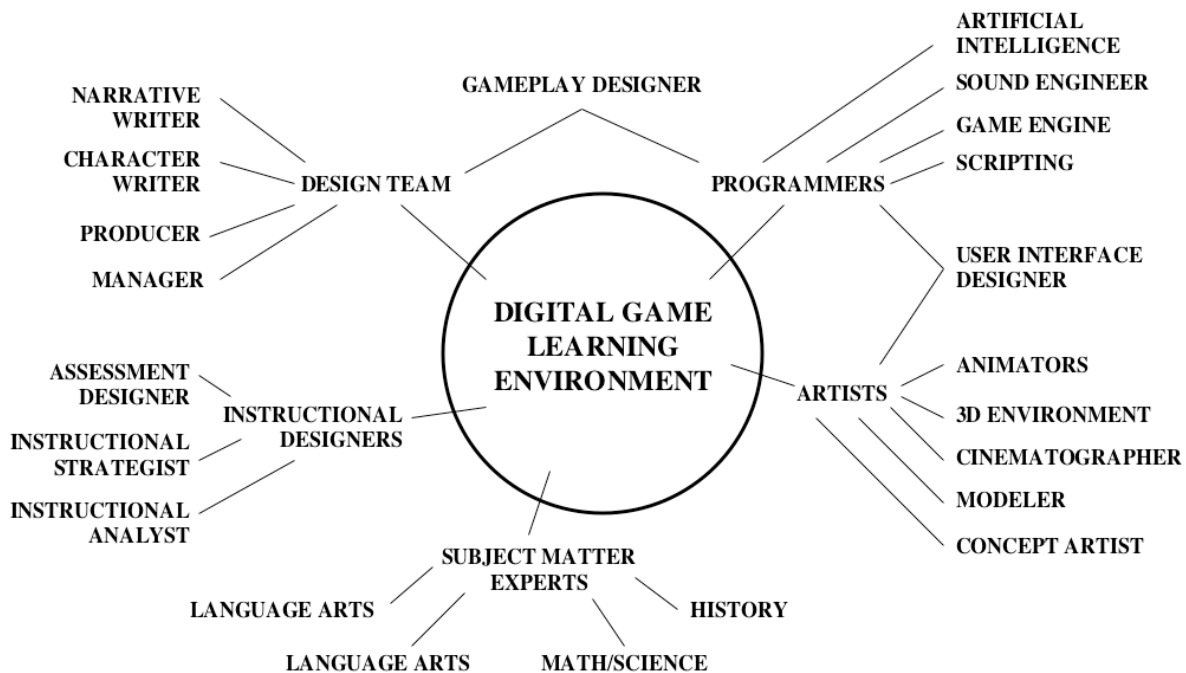 ARTIFICIAL
INTELLIGENCE
SOUND ENGINEER
GAME ENGINE
SCRIPTING
GAMEPLAY DESIGNER
NARRATIVE
WRITER
CHARACTER
WRITER
PRODUCER
MANAGER
DESIGN TEAM
PROGRAMMERS
USER INTERFACE
DESIGNER
DIGITAL GAME
LEARNING
ENVIRONMENT
ASSESSMENT
DESIGNER
INSTRUCTIONAL
STRATEGIST
INSTRUCTIONAL
ANALYST
INSTRUCTIONAL
DESIGNERS
ARTISTS
ANIMATORS
3D ENVIRONMENT
CINEMATOGRAPHER
MODELER
CONCEPT ARTIST
SUBJECT MATTER
EXPERTS
LANGUAGE ARTS
HISTORY
LANGUAGE ARTS
MATH/SCIENCE